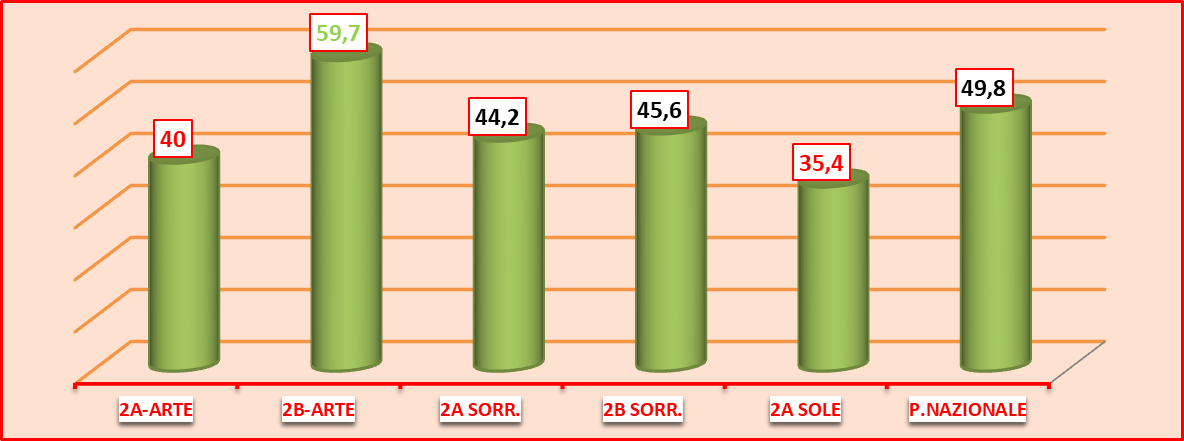 40
59,7
44,2
45,6
35,4
49,8
2A-ARTE
2B-ARTE
2A SORR.
2B SORR.
2A SOLE
P.NAZIONALE